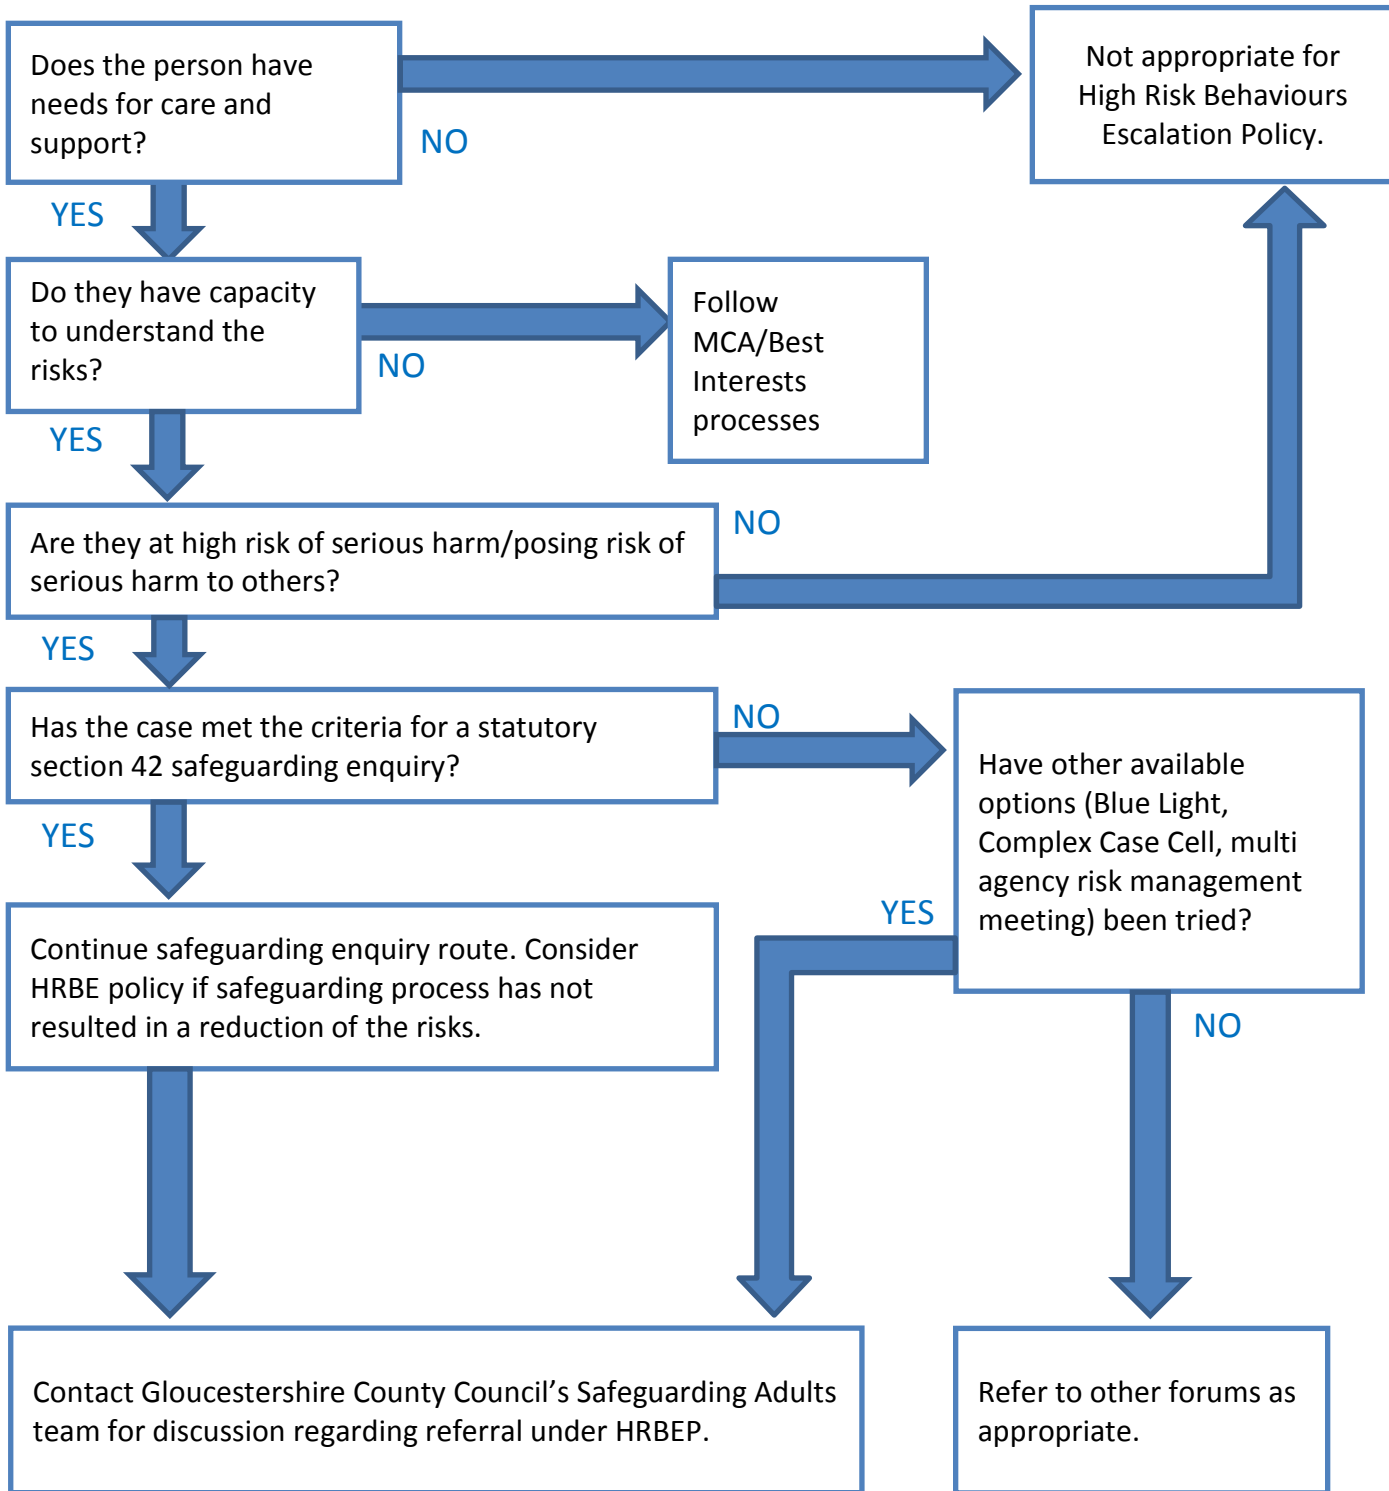 Does the person have
needs for care and
support?
NO
Not appropriate for
High Risk Behaviours
Escalation Policy.
YES
Do they have capacity
to understand the
risks?
NO
Follow
MCA/Best
Interests
processes
YES
Are they at high risk of serious harm/posing risk of
serious harm to others?
NO
YES
Has the case met the criteria for a statutory
section 42 safeguarding enquiry?
NO
Have other available
options (Blue Light,
Complex Case Cell, multi
agency risk management
meeting) been tried?
YES
YES
NO
Continue safeguarding enquiry route. Consider
HRBE policy if safeguarding process has not
resulted in a reduction of the risks.
Contact Gloucestershire County Council’s Safeguarding Adults
team for discussion regarding referral under HRBEP.
Refer to other forums as
appropriate.